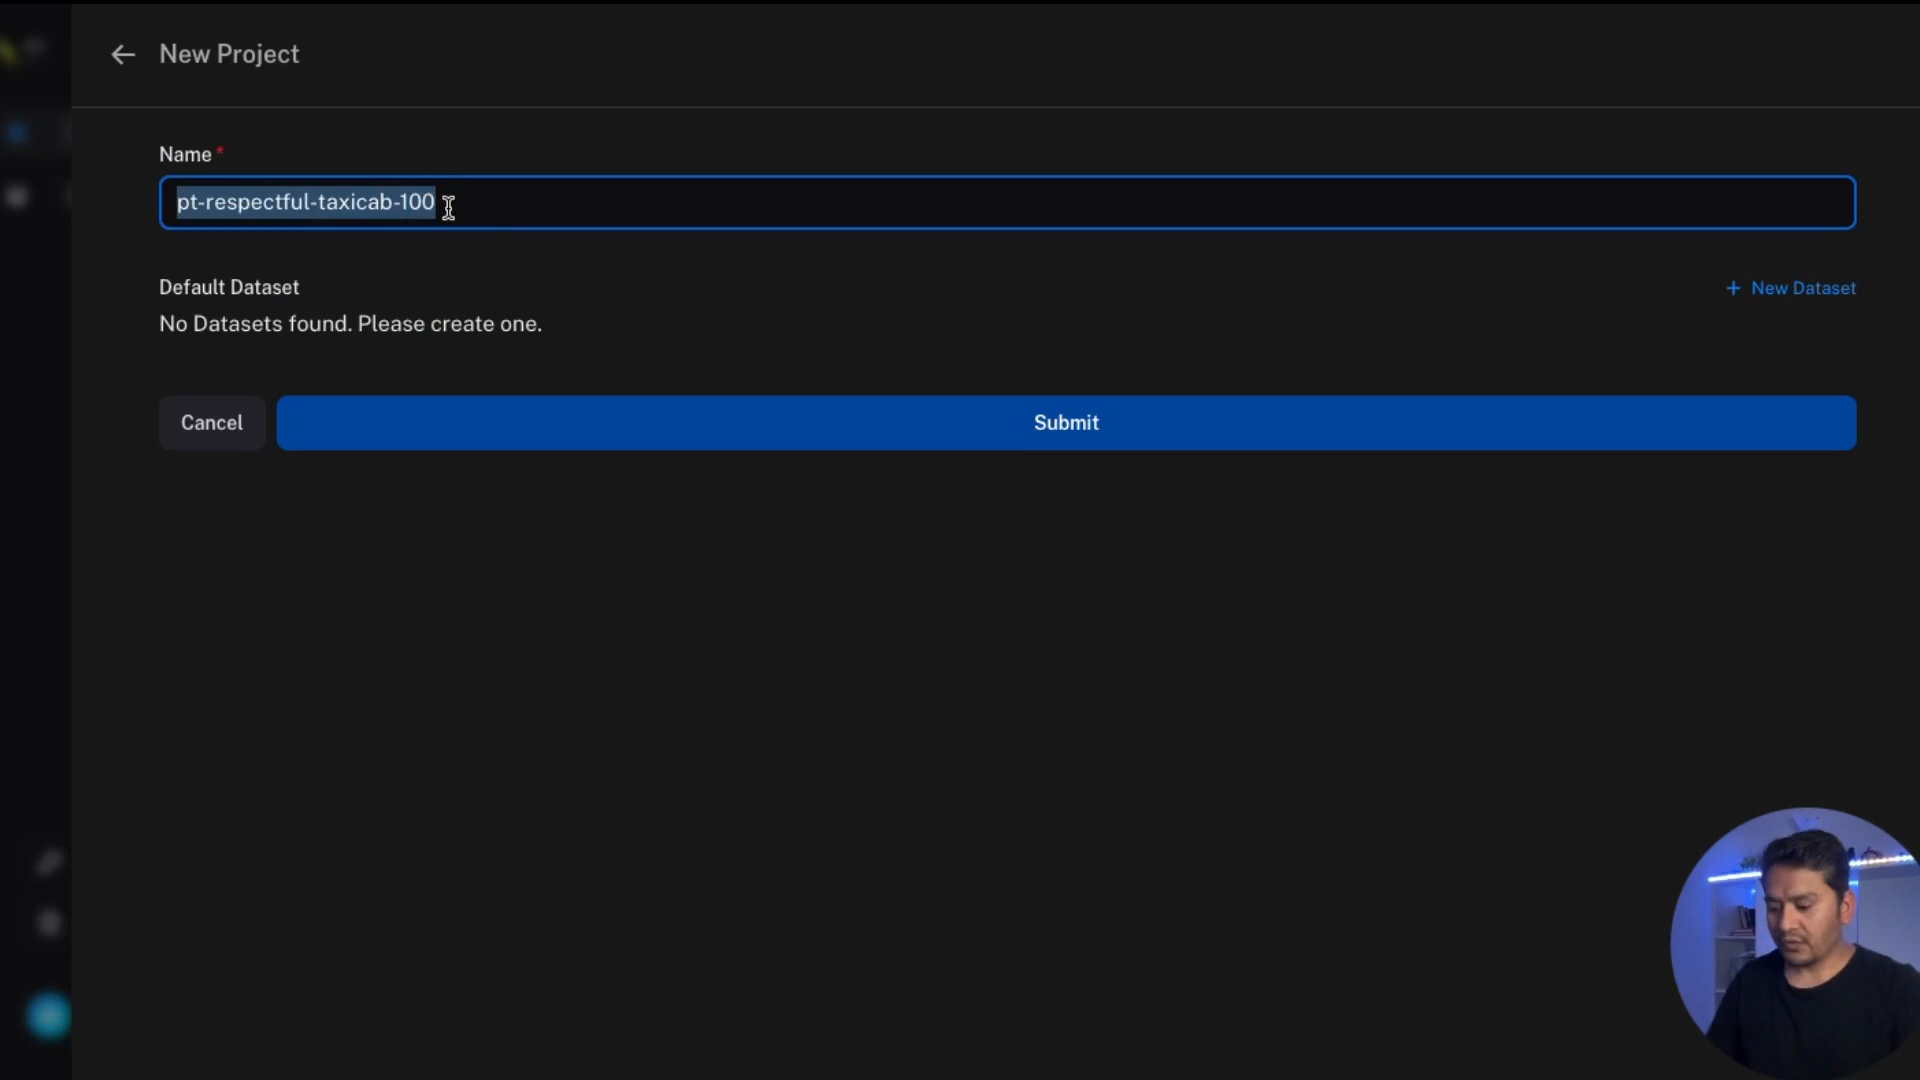 New Project
Name *
pt-respectful-taxicab-100
Default Dataset
+ New Dataset
No Datasets found. Please create one.
Cancel
Submit